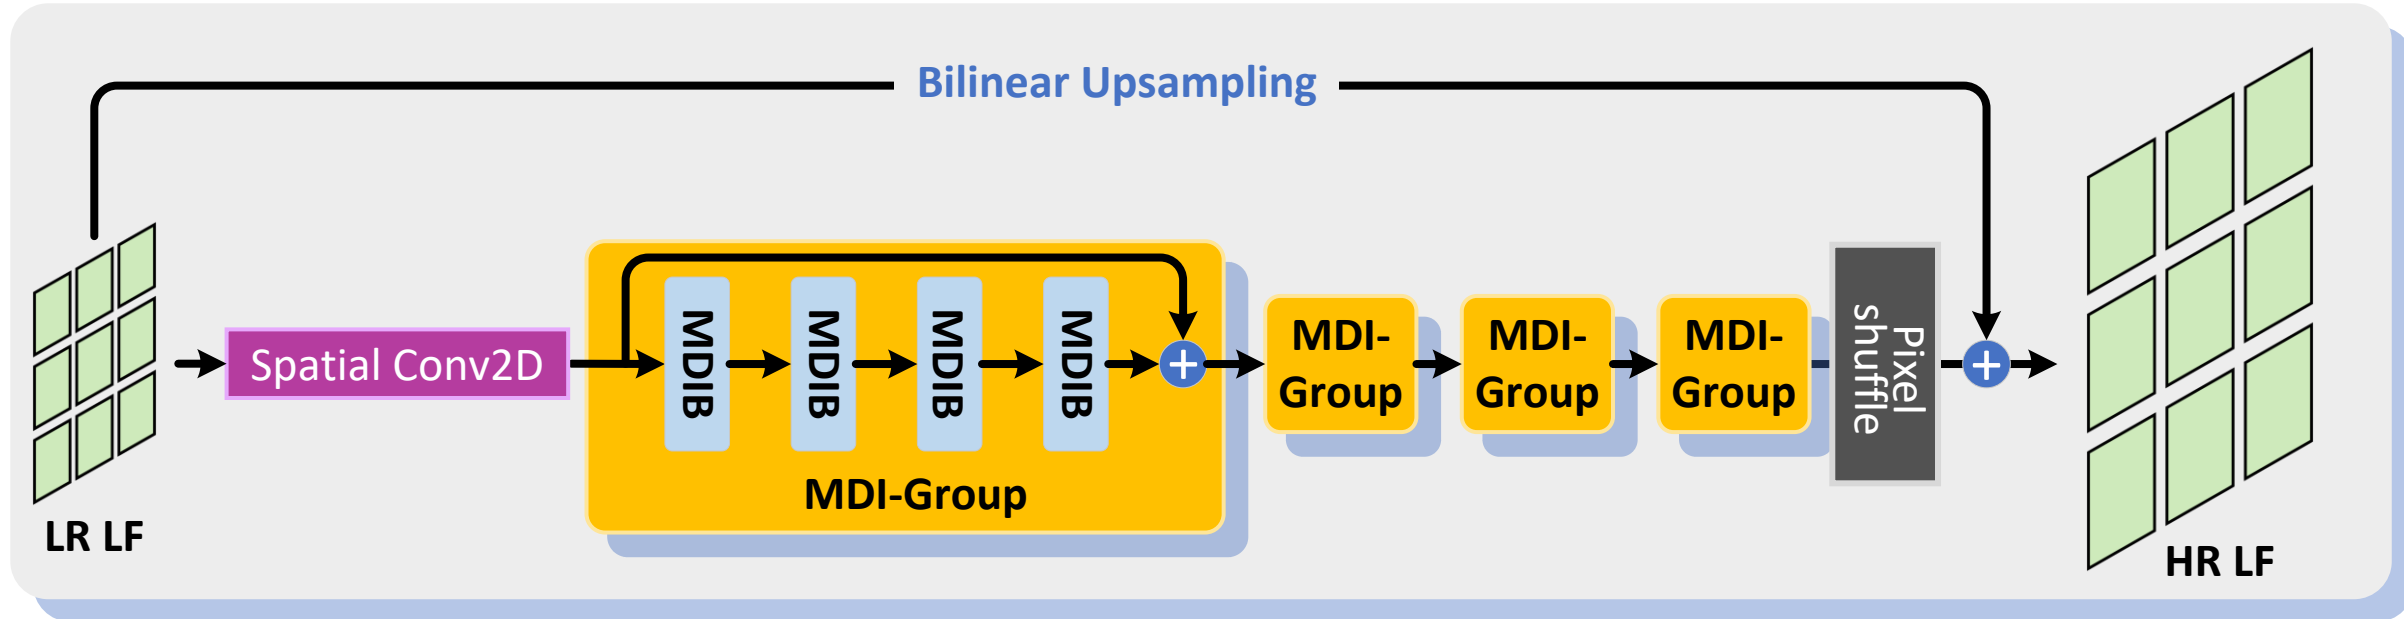 Bilinear Upsampling
LR LF
Spatial Conv2D
MDIB
MDIB
MDIB
MDIB
+
MDI-Group
MDI-
Group
MDI-
Group
MDI-
Group
Pixel
shuffle
+
HR LF